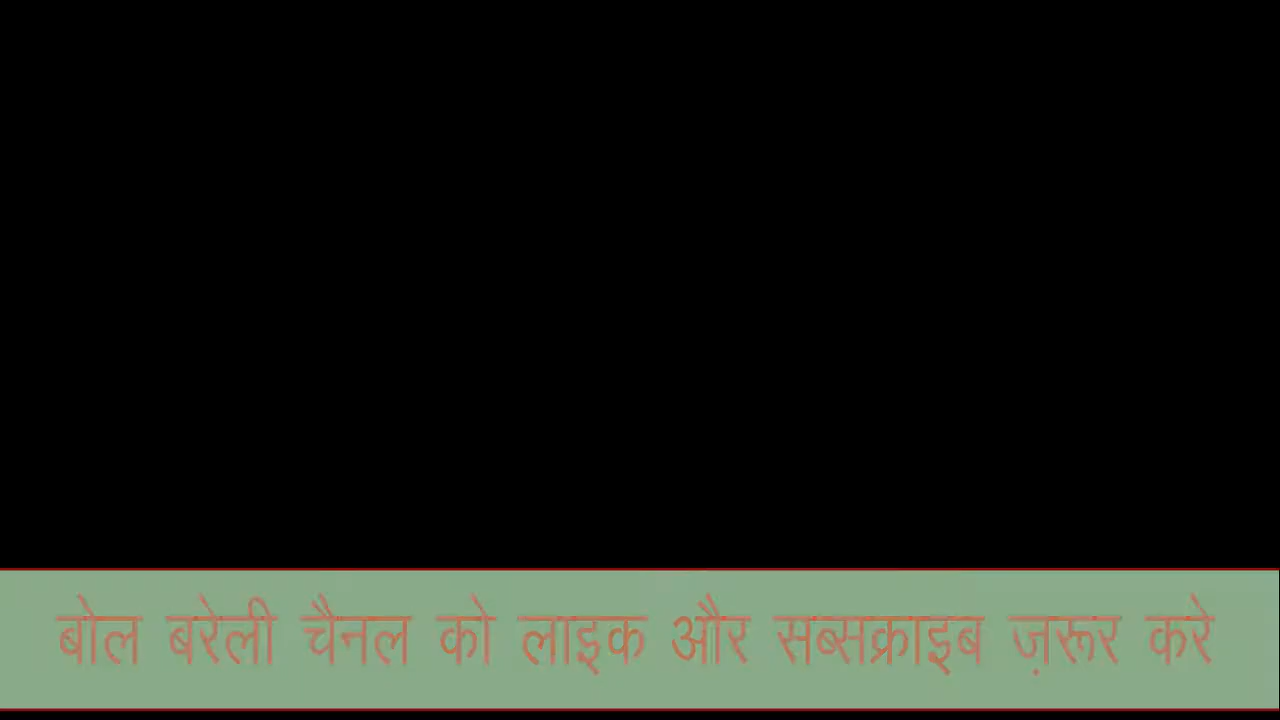 बोल बरेली चैनल को लाइक और सब्सक्राइब ज़रूर करे